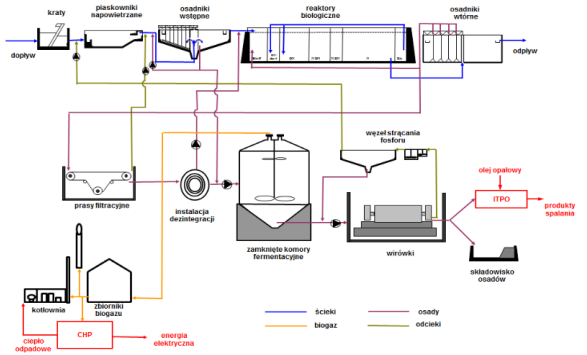 kraty
piaskowniki
napowietrzane
osadniki
wstępne
reaktory
biologiczne
osadniki
wtórne
dopływ
odpływ
węzeł strącania
fosforu
olej opałowy
ITPO
produkty
spalania
prasy filtracyjne
instalacja
dezintegracji
zamknięte komory
fermentacyjne
wirówki
składowisko
osadów
kotłownia
zbiorniki
biogazu
ścieki
osady
biogaz
odcieki
ciepło
odpadowe
CHP
energia
elektryczna